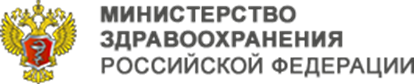 МИНИСТЕРСТВО
ЗДРАВООХРАНЕНИЯ
РОССИЙСКОЙ ФЕДЕРАЦИИ